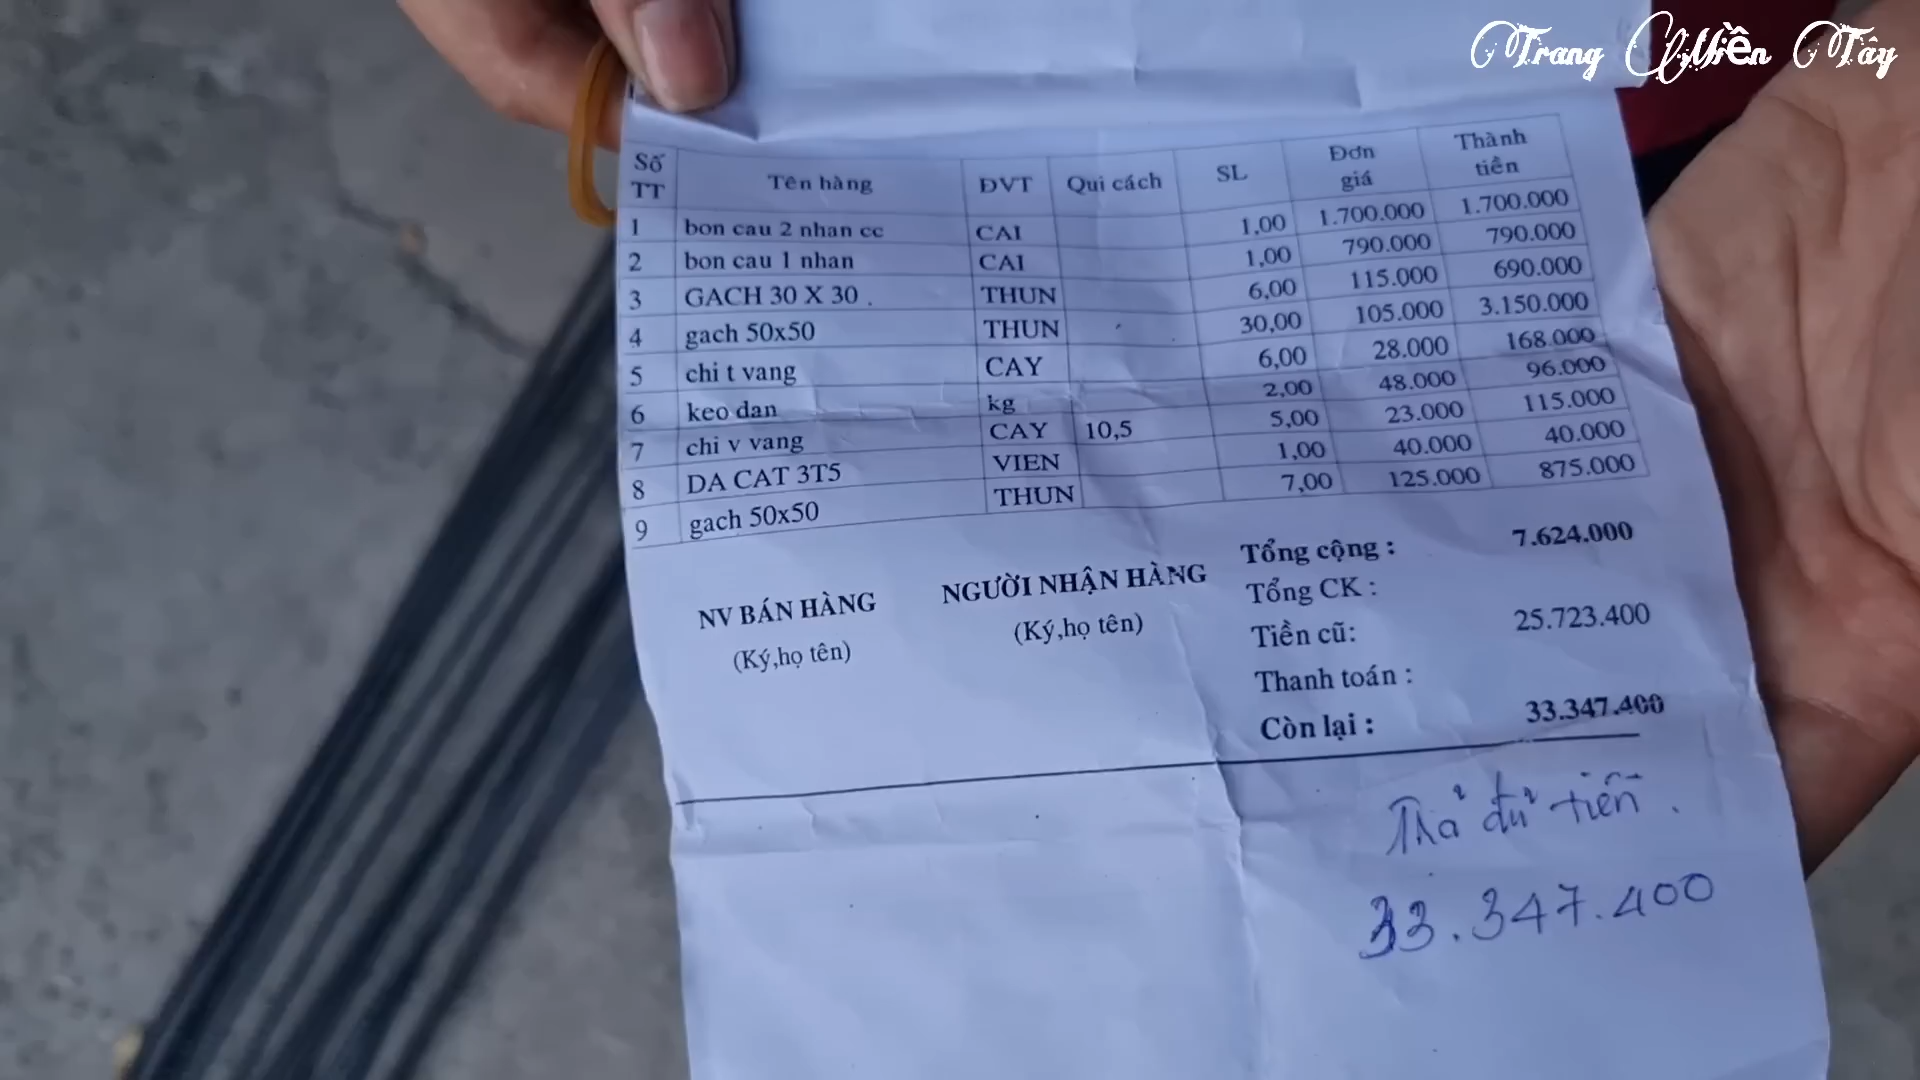 Trang Miền Tây
Số TT Tên hàng ĐVT Qui cách SL Đơn giá Thành tiền
1 bon cau 2 nhan cc CAI 1,00 1.700.000 1.700.000
2 bon cau 1 nhan CAI 1,00 790.000 790.000
3 GACH 30 X 30 . THUN 6,00 115.000 690.000
4 gach 50x50 THUN 30,00 105.000 3.150.000
5 chi t vang CAY 6,00 28.000 168.000
6 keo dan kg 2,00 48.000 96.000
7 chi v vang CAY 10,5 5,00 23.000 115.000
8 DA CAT 3T5 VIEN 1,00 40.000 40.000
9 gach 50x50 THUN 7,00 125.000 875.000
Tổng cộng : 7.624.000
Tổng CK :
Tiền cũ: 25.723.400
Thanh toán :
Còn lại : 33.347.400
NV BÁN HÀNG NGƯỜI NHẬN HÀNG
(Ký,họ tên) (Ký,họ tên)
Thả đủ tiền .
33.347.400